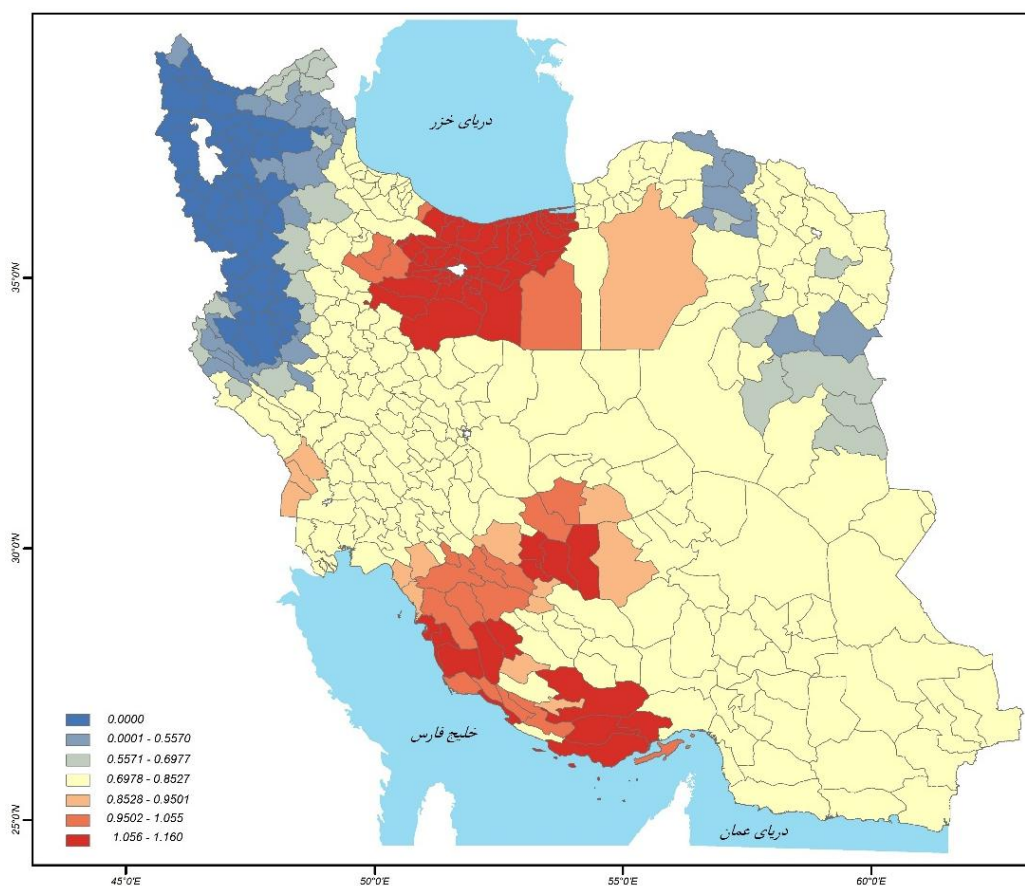 دریای خزر
35°0'N
30°0'N
25°0'N
خلیج فارس
دریای عمان
0.0000
0.0001 - 0.5570
0.5571 - 0.6977
0.6978 - 0.8527
0.8528 - 0.9501
0.9502 - 1.055
1.056 - 1.160
45°0'E
50°0'E
55°0'E
60°0'E